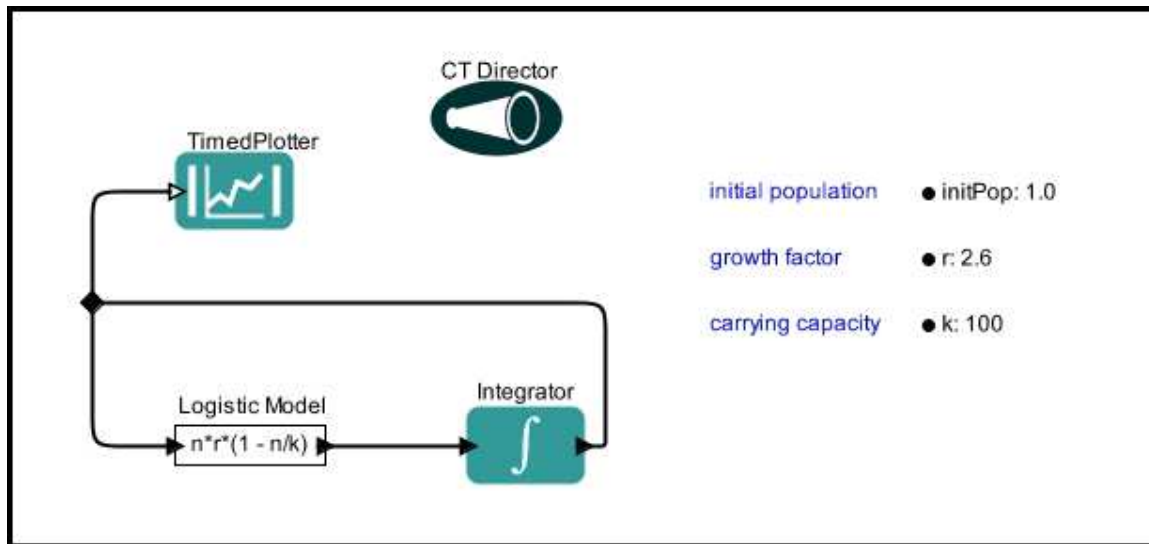 CT Director
TimedPlotter
initial population
initPop: 1.0
growth factor
r: 2.6
carrying capacity
k: 100
Logistic Model
n*r*(1 - n/k)
Integrator
∫